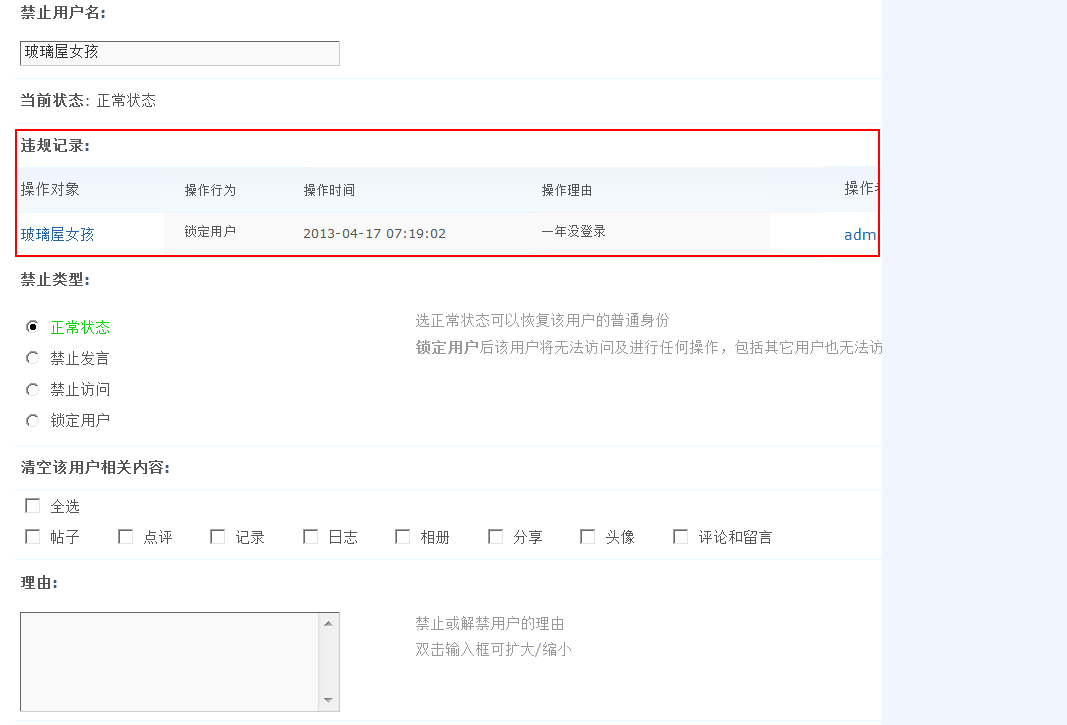 禁止用户名:
玻璃屋女孩
当前状态: 正常状态
违规记录:
操作对象 操作行为 操作时间 操作理由 操作
玻璃屋女孩 锁定用户 2013-04-17 07:19:02 一年没登录 adm
禁止类型:
正常状态
禁止发言
禁止访问
锁定用户
选正常状态可以恢复该用户的普通身份
锁定用户后该用户将无法访问及进行任何操作，包括其它用户也无法访
清空该用户相关内容:
全选
帖子 点评 记录 日志 相册 分享 头像 评论和留言
理由:
禁止或解禁用户的理由
双击输入框可扩大/缩小